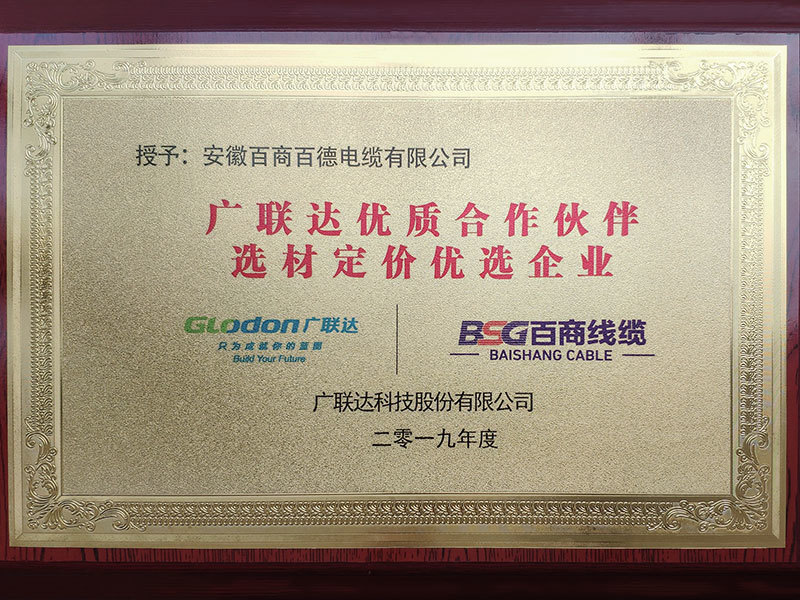 授予：安徽百商百德电缆有限公司
广联达优质合作伙伴
选材定价优选企业
Glodon广联达
只为成就你的蓝图
Build Your Future
BSG百商线缆
BAISHANG CABLE
广联达科技股份有限公司
二零一九年度